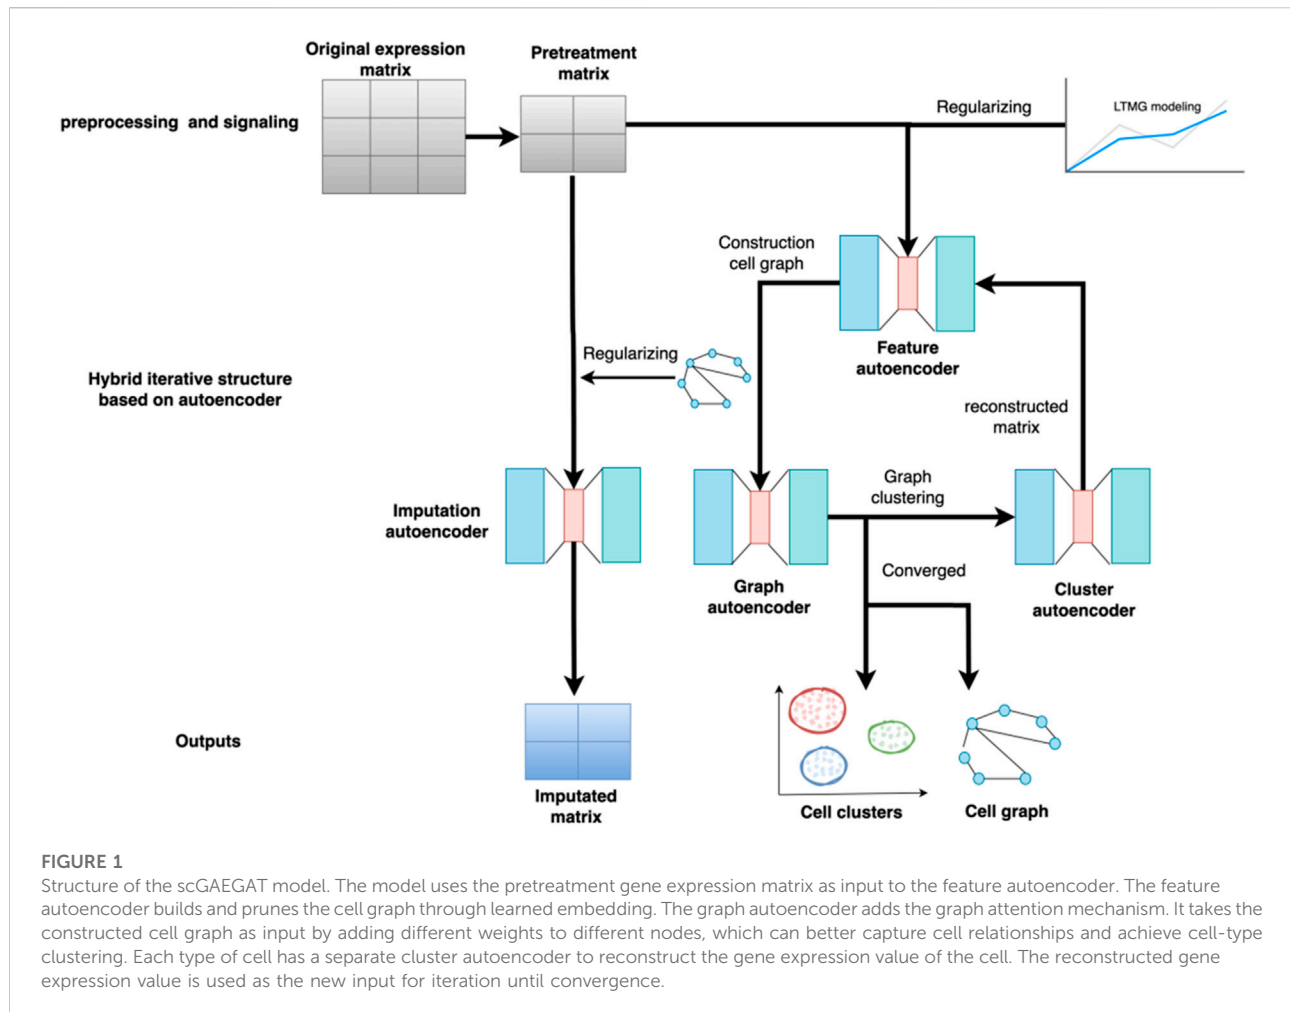 Original expression
matrix
Pretreatment
matrix
preprocessing and signaling
Regularizing
LTMG modeling
Construction
cell graph
Feature
autoencoder
Regularizing
Hybrid iterative structure
based on autoencoder
reconstructed
matrix
Imputation
autoencoder
Graph
clustering
Converged
Graph
autoencoder
Cluster
autoencoder
Outputs
Imputated
matrix
Cell clusters
Cell graph
FIGURE 1
Structure of the scGAEGAT model. The model uses the pretreatment gene expression matrix as input to the feature autoencoder. The feature
autoencoder builds and prunes the cell graph through learned embedding. The graph autoencoder adds the graph attention mechanism. It takes the
constructed cell graph as input by adding different weights to different nodes, which can better capture cell relationships and achieve cell-type
clustering. Each type of cell has a separate cluster autoencoder to reconstruct the gene expression value of the cell. The reconstructed gene
expression value is used as the new input for iteration until convergence.